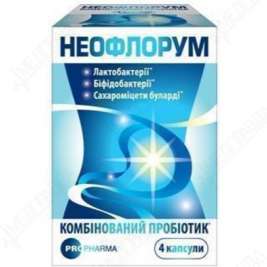 НЕОФЛОРУМ
Лактобактерії
Біфідобактерії
Сахароміцети буларді
КОМБІНОВАНИЙ ПРОБІОТИК
PROPHARMA
4 капсули